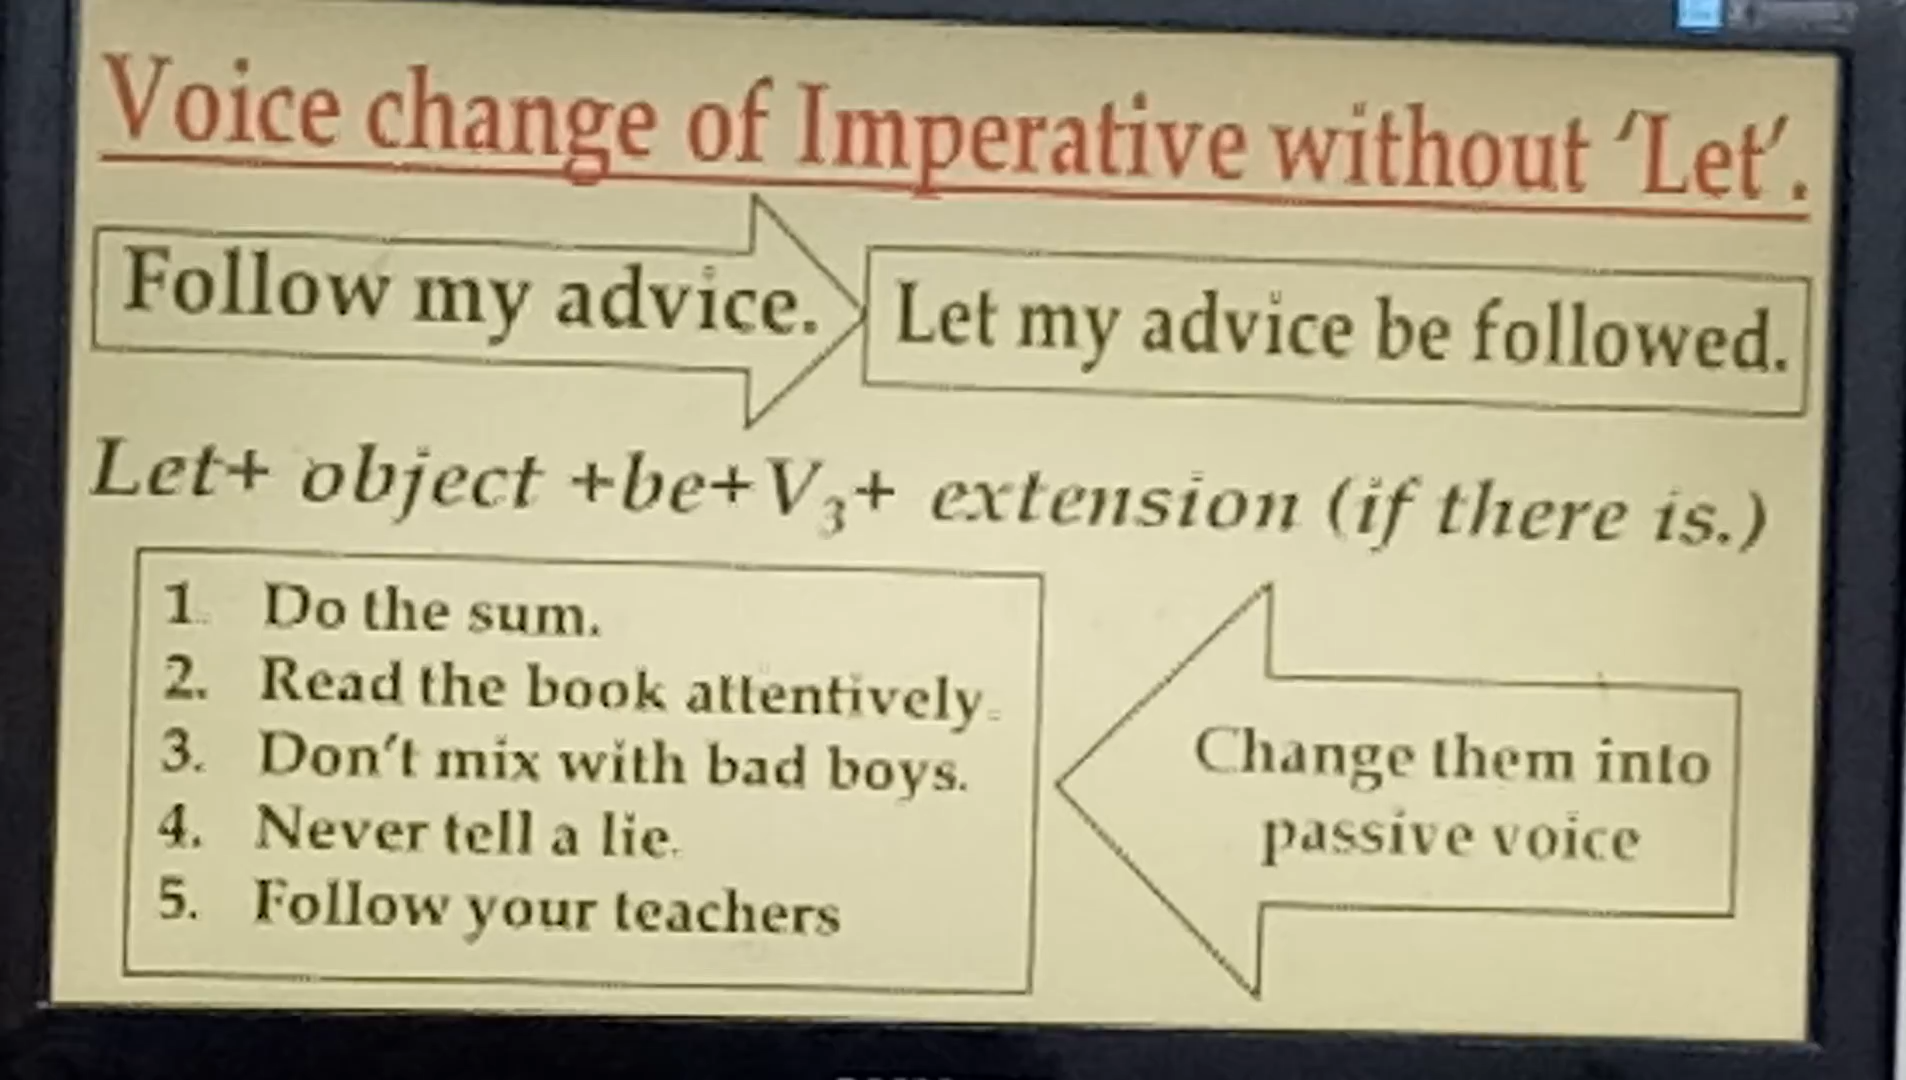 Voice change of Imperative without 'Let'.
Follow my advice.
Let my advice be followed.
Let+ object +be+V₃+ extension (if there is.)
1. Do the sum.
2. Read the book attentively.
3. Don't mix with bad boys.
4. Never tell a lie.
5. Follow your teachers
Change them into
passive voice